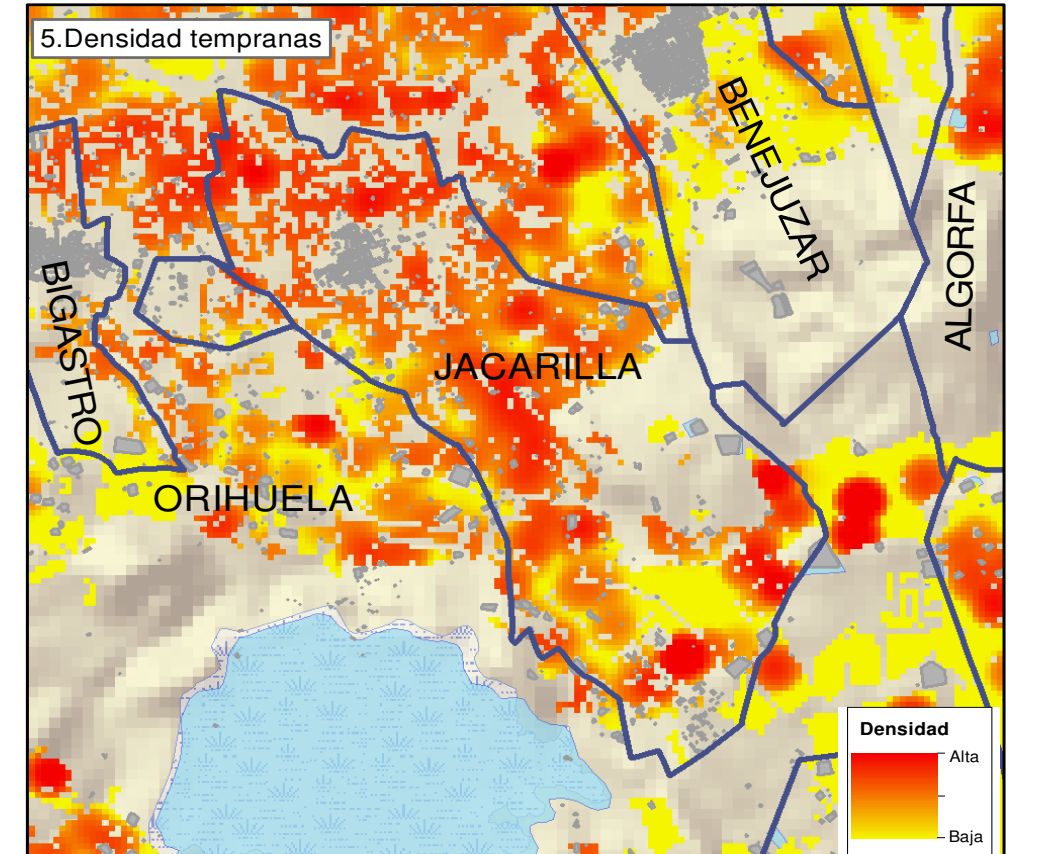 5.Densidad tempranas
BENEJUZAR
ALGORFA
BIGASTRO
JACARILLA
ORIHUELA
Densidad
Alta
Baja